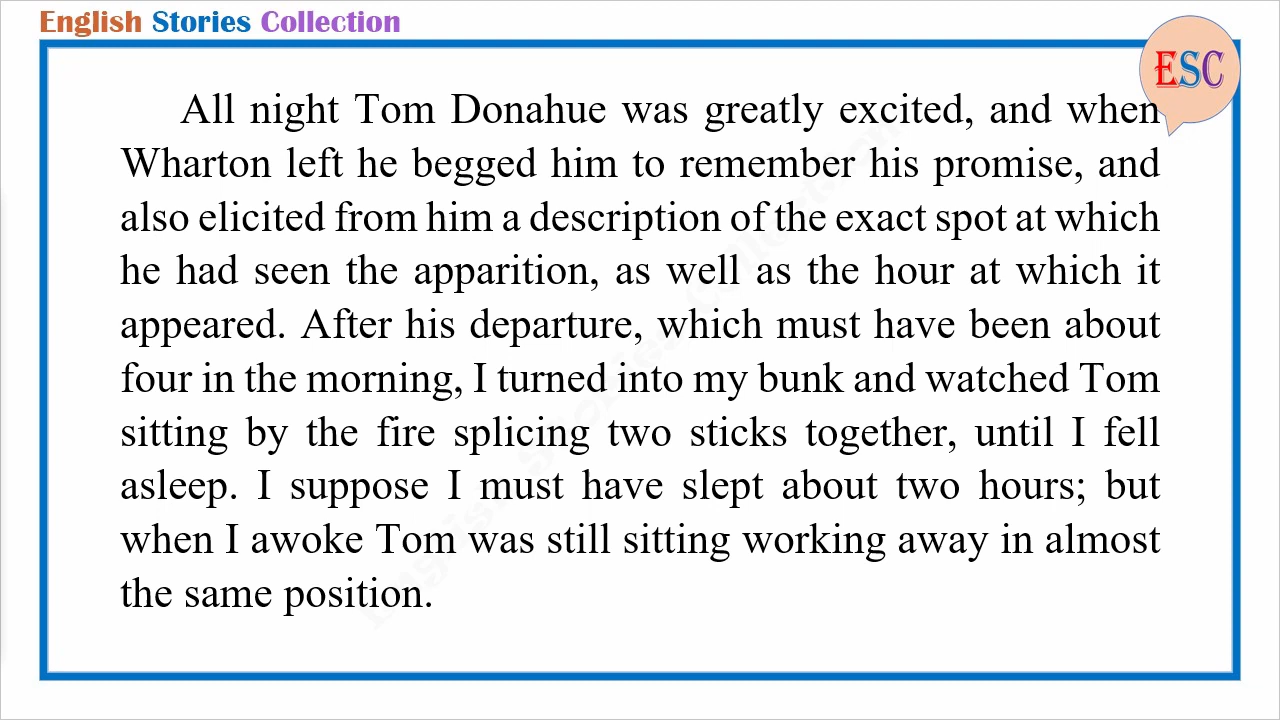 English Stories Collection
ESC
All night Tom Donahue was greatly excited, and when
Wharton left he begged him to remember his promise, and
also elicited from him a description of the exact spot at which
he had seen the apparition, as well as the hour at which it
appeared. After his departure, which must have been about
four in the morning, I turned into my bunk and watched Tom
sitting by the fire splicing two sticks together, until I fell
asleep. I suppose I must have slept about two hours; but
when I awoke Tom was still sitting working away in almost
the same position.
English Stories Collection